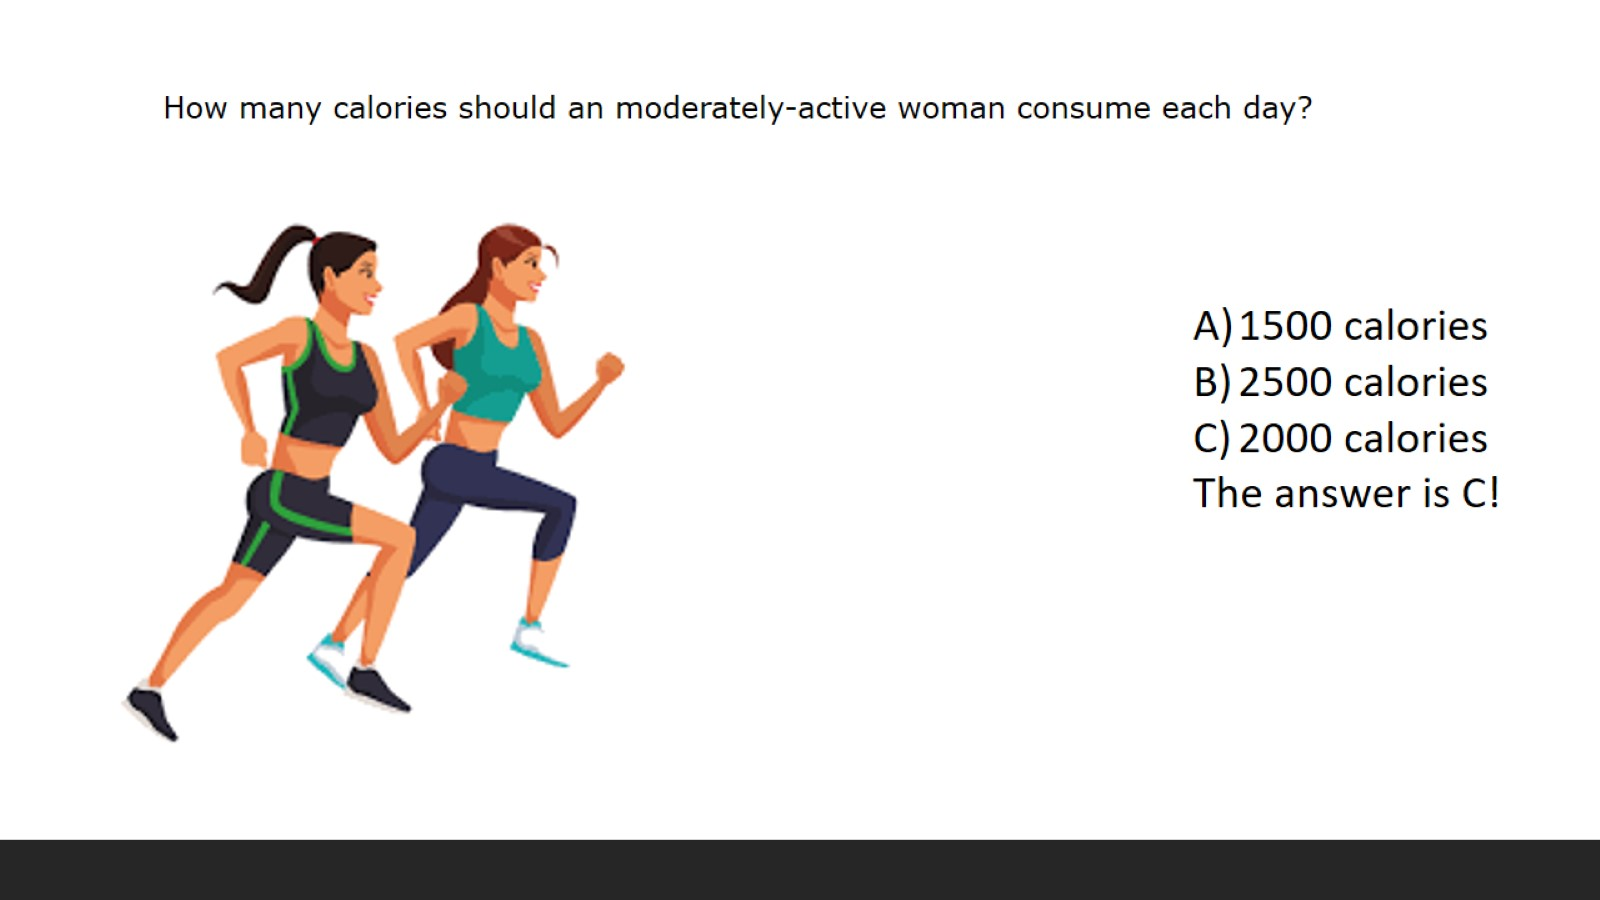 How many calories should an moderately-active woman consume each day?
A) 1500 calories
B) 2500 calories
C) 2000 calories
The answer is C!